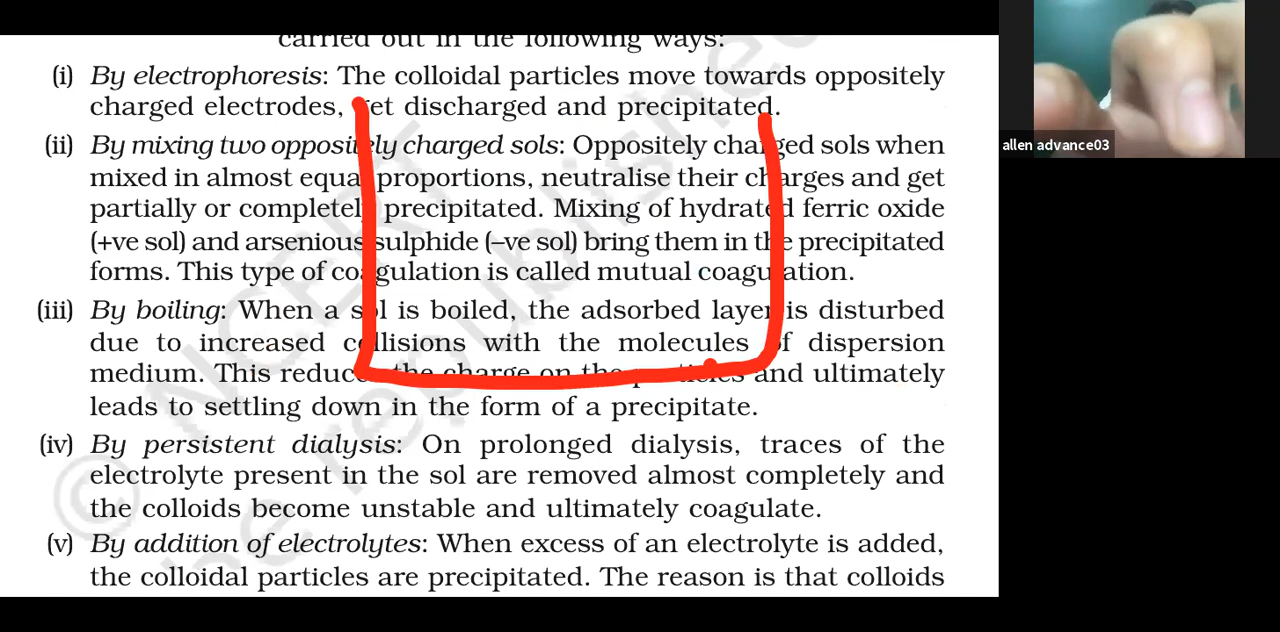 carried out in the following ways:
(i) By electrophoresis: The colloidal particles move towards oppositely
charged electrodes, get discharged and precipitated.
(ii) By mixing two oppositely charged sols: Oppositely charged sols when
mixed in almost equal proportions, neutralise their charges and get
partially or completely precipitated. Mixing of hydrated ferric oxide
(+ve sol) and arsenious sulphide (–ve sol) bring them in the precipitated
forms. This type of coagulation is called mutual coagulation.
(iii) By boiling: When a sol is boiled, the adsorbed layer is disturbed
due to increased collisions with the molecules of dispersion
medium. This reduces the charge on the particles and ultimately
leads to settling down in the form of a precipitate.
(iv) By persistent dialysis: On prolonged dialysis, traces of the
electrolyte present in the sol are removed almost completely and
the colloids become unstable and ultimately coagulate.
(v) By addition of electrolytes: When excess of an electrolyte is added,
the colloidal particles are precipitated. The reason is that colloids
© NCERT
be republished
allen advance03